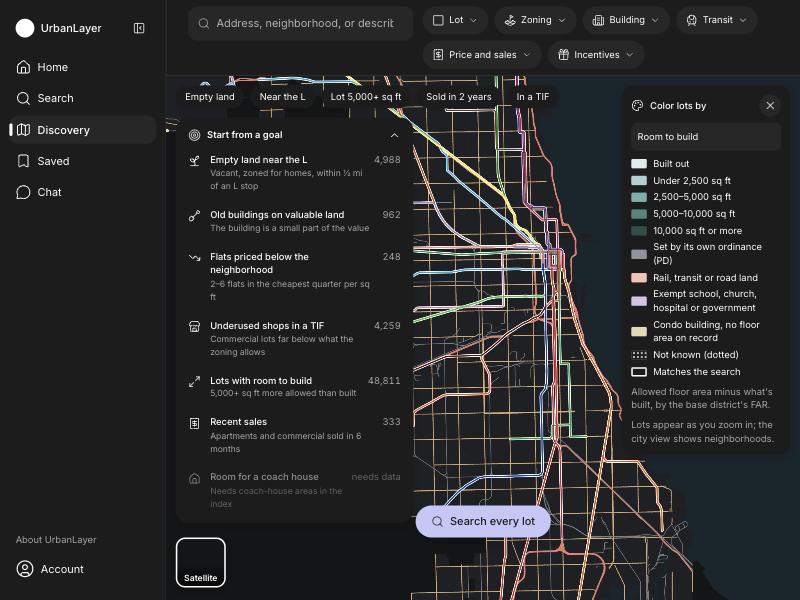 UrbanLayer
Home
Search
Discovery
Saved
Chat
About UrbanLayer
Account
Address, neighborhood, or descrit
Lot
Zoning
Building
Transit
Price and sales
Incentives
Empty land
Near the L
Lot 5,000+ sq ft
Sold in 2 years
In a TIF
Start from a goal
Empty land near the L 4,988
Vacant, zoned for homes, within ½ mi
of an L stop
Old buildings on valuable land 962
The building is a small part of the value
Flats priced below the 248
neighborhood
2–6 flats in the cheapest quarter per sq
ft
Underused shops in a TIF 4,259
Commercial lots far below what the
zoning allows
Lots with room to build 48,811
5,000+ sq ft more allowed than built
Recent sales 333
Apartments and commercial sold in 6
months
Room for a coach house needs data
Needs coach-house areas in the
index
Satellite
Search every lot
Color lots by
Room to build
Built out
Under 2,500 sq ft
2,500–5,000 sq ft
5,000–10,000 sq ft
10,000 sq ft or more
Set by its own ordinance
(PD)
Rail, transit or road land
Exempt school, church,
hospital or government
Condo building, no floor
area on record
Not known (dotted)
Matches the search
Allowed floor area minus what's
built, by the base district's FAR.
Lots appear as you zoom in; the
city view shows neighborhoods.